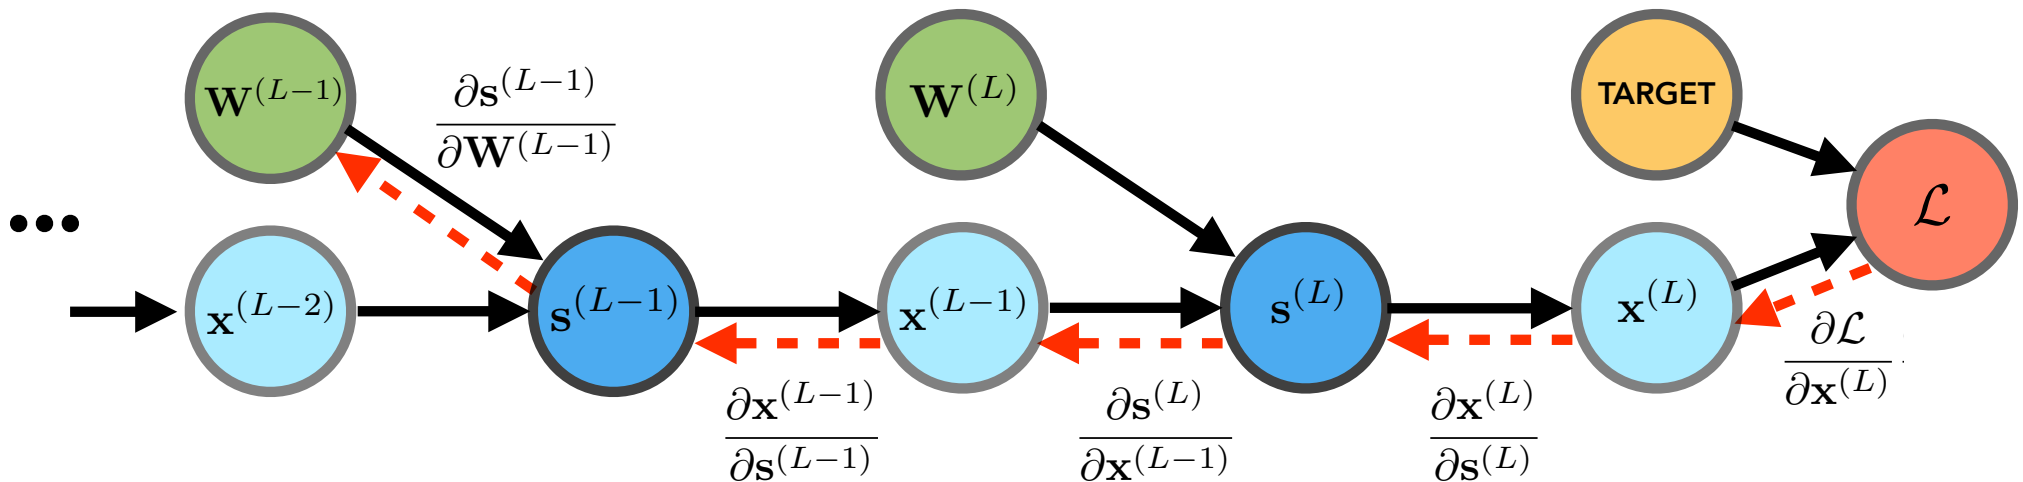 W^(L−1)
∂s^(L−1)
∂W^(L−1)
W^(L)
TARGET
ℒ
•••
x^(L−2)
s^(L−1)
x^(L−1)
s^(L)
x^(L)
∂x^(L−1)
∂s^(L−1)
∂s^(L)
∂x^(L−1)
∂x^(L)
∂s^(L)
∂ℒ
∂x^(L)